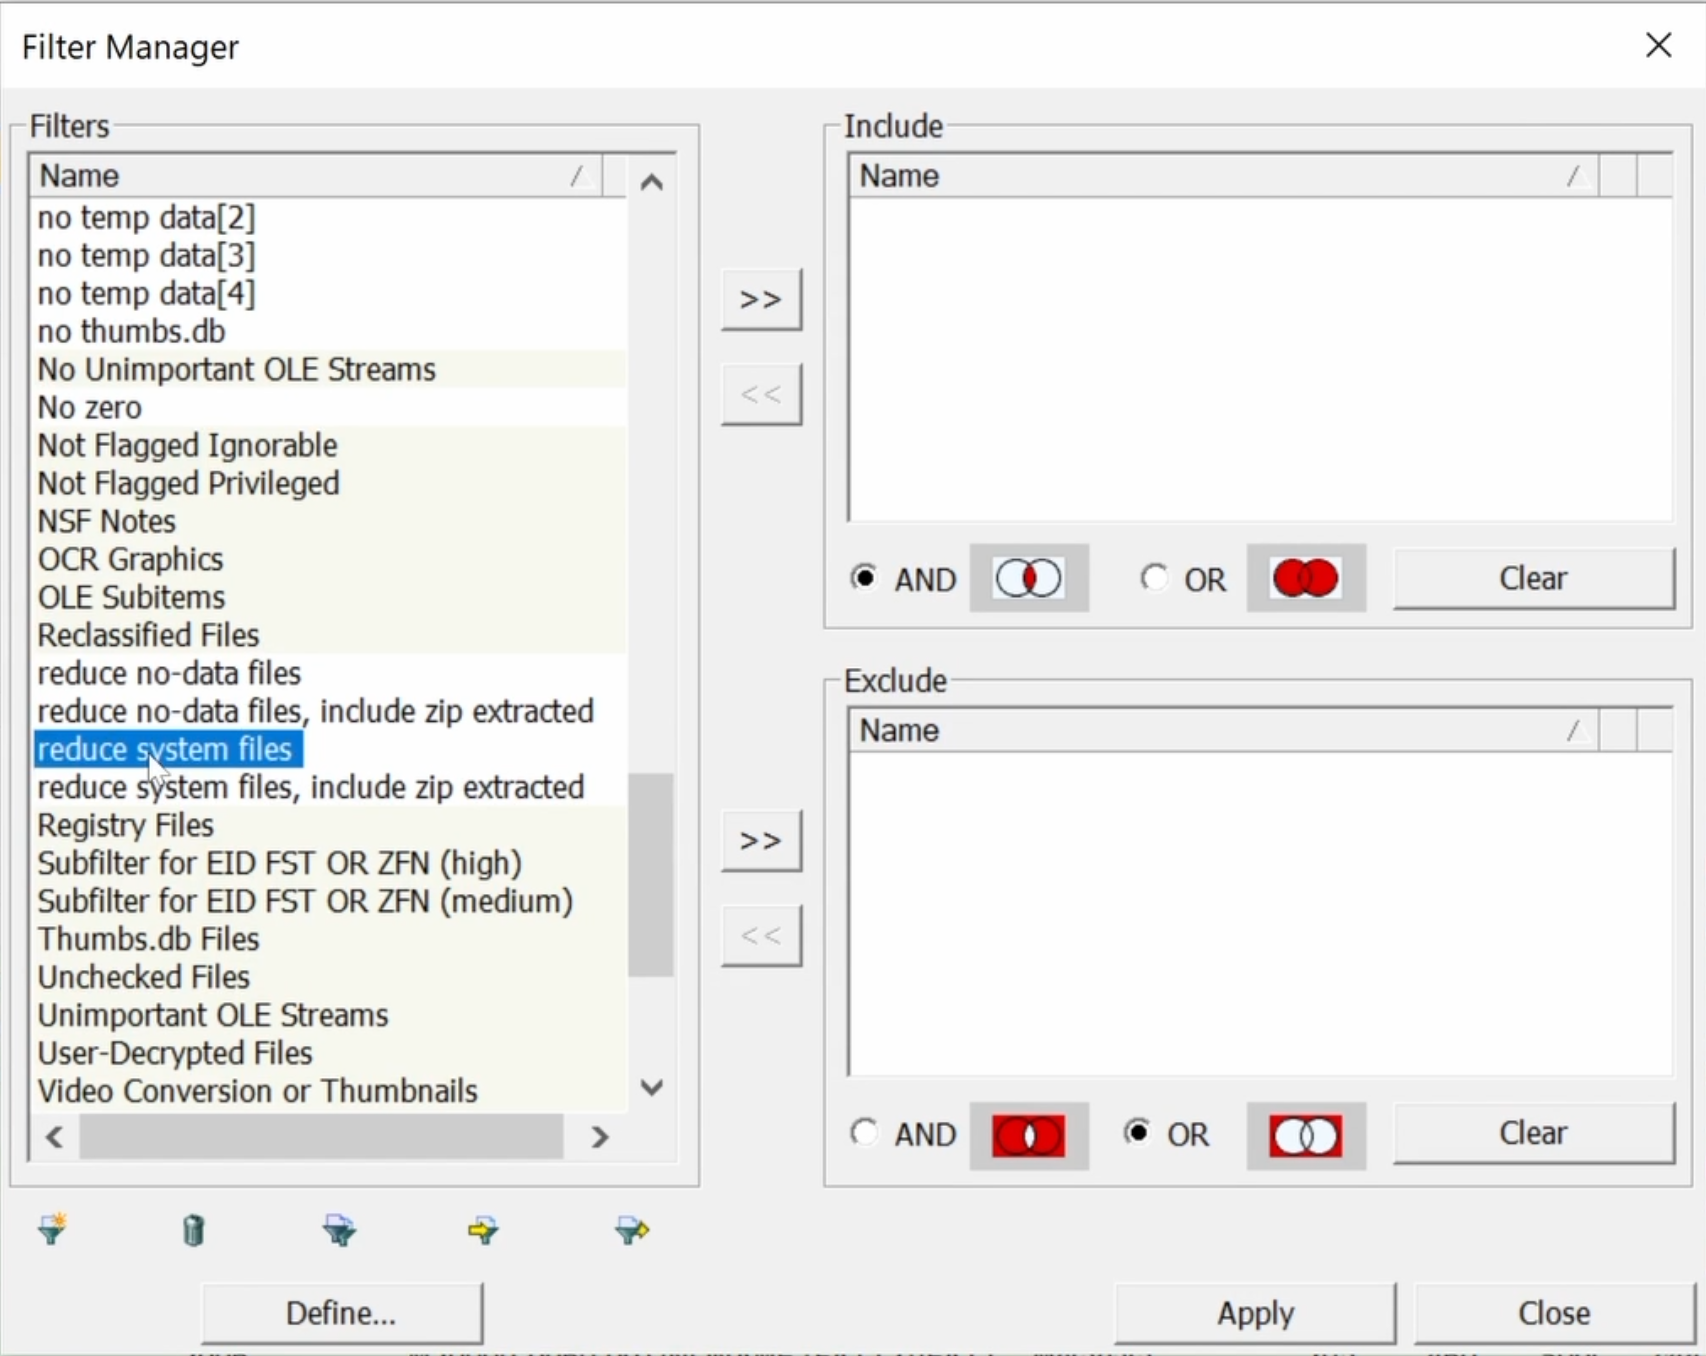 Filter Manager
Filters
Name
no temp data[2]
no temp data[3]
no temp data[4]
no thumbs.db
No Unimportant OLE Streams
No zero
Not Flagged Ignorable
Not Flagged Privileged
NSF Notes
OCR Graphics
OLE Subitems
Reclassified Files
reduce no-data files
reduce no-data files, include zip extracted
reduce system files
reduce system files, include zip extracted
Registry Files
Subfilter for EID FST OR ZFN (high)
Subfilter for EID FST OR ZFN (medium)
Thumbs.db Files
Unchecked Files
Unimportant OLE Streams
User-Decrypted Files
Video Conversion or Thumbnails
Define...
>>
<<
>>
<<
Include
Name
AND OR Clear
Exclude
Name
AND OR Clear
Apply Close